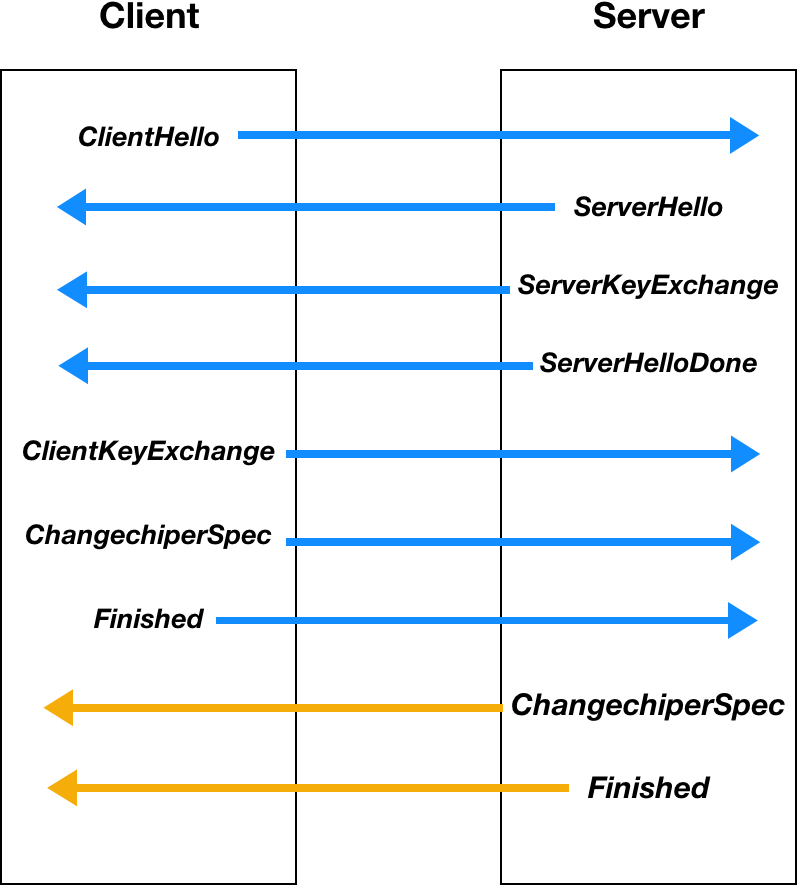 Client
Server
ClientHello
ServerHello
ServerKeyExchange
ServerHelloDone
ClientKeyExchange
ChangechiperSpec
Finished
ChangechiperSpec
Finished